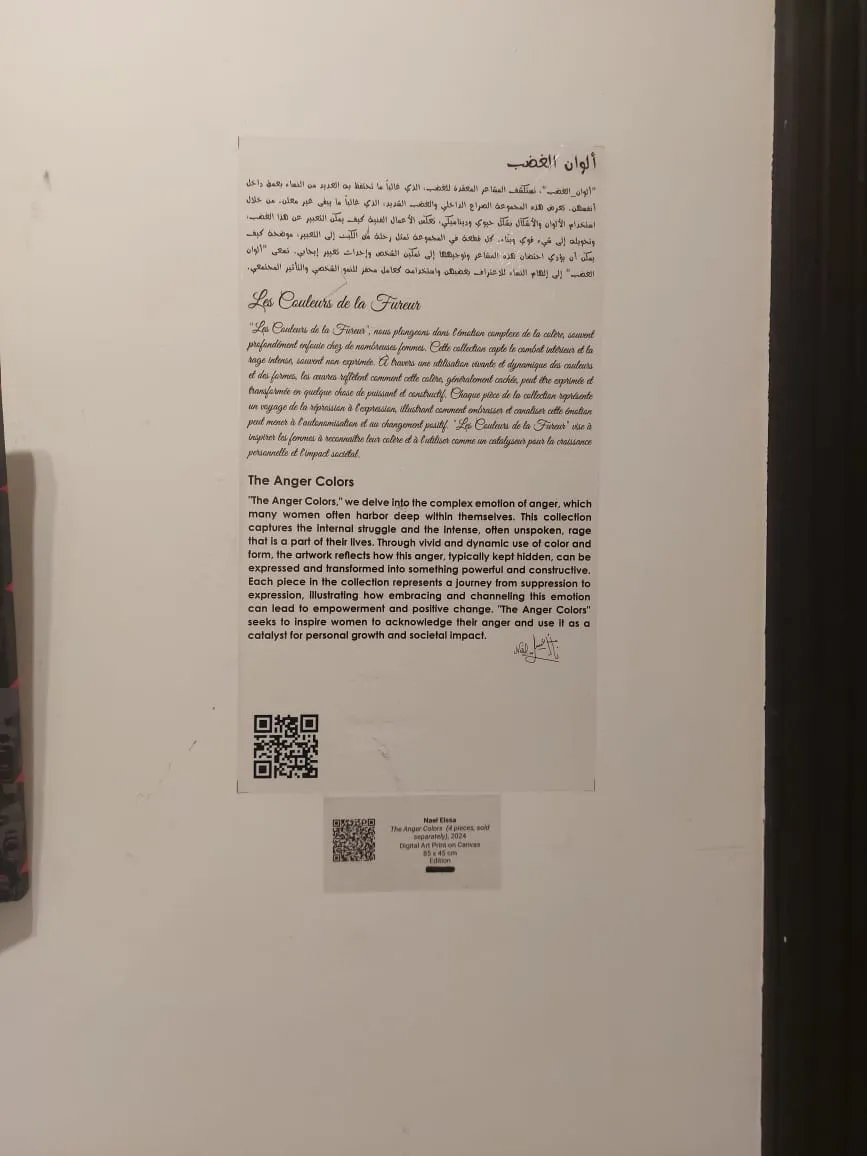 ألوان الغضب
"ألوان_الغضب"، نستكشف المشاعر المعقدة للغضب، الذي غالباً ما تحتفظ به العديد من النساء بعمق داخل
أنفسهن. تعرض هذه المجموعة الصراع الداخلي والغضب الشديد، الذي غالباً ما يبقى غير معلن. من خلال
استخدام الألوان والأشكال بشكل حيوي وديناميكي، تعكس الأعمال الفنية كيف يمكن التعبير عن هذا الغضب،
وتحويله إلى شيء قوي وبنّاء. كل قطعة في المجموعة تمثل رحلة من الكبت إلى التعبير، موضحة كيف
يمكن أن يؤدي احتضان هذه المشاعر وتوجيهها إلى تمكين الشخص وإحداث تغيير إيجابي. تسعى "ألوان
الغضب" إلى إلهام النساء للاعتراف بغضبهن واستخدامه كعامل محفز للنمو الشخصي والتأثير المجتمعي.
Les Couleurs de la Fureur
"Les Couleurs de la Fureur", nous plongeons dans l'émotion complexe de la colère, souvent
profondément enfouie chez de nombreuses femmes. Cette collection capte le combat intérieur et la
rage intense, souvent non exprimée. À travers une utilisation vivante et dynamique des couleurs
et des formes, les œuvres reflètent comment cette colère, généralement cachée, peut être exprimée et
transformée en quelque chose de puissant et constructif. Chaque pièce de la collection représente
un voyage de la répression à l'expression, illustrant comment embrasser et canaliser cette émotion
peut mener à l'autonomisation et au changement positif. "Les Couleurs de la Fureur" vise à
inspirer les femmes à reconnaître leur colère et à l'utiliser comme un catalyseur pour la croissance
personnelle et l'impact sociétal.
The Anger Colors
"The Anger Colors," we delve into the complex emotion of anger, which
many women often harbor deep within themselves. This collection
captures the internal struggle and the intense, often unspoken, rage
that is a part of their lives. Through vivid and dynamic use of color and
form, the artwork reflects how this anger, typically kept hidden, can be
expressed and transformed into something powerful and constructive.
Each piece in the collection represents a journey from suppression to
expression, illustrating how embracing and channeling this emotion
can lead to empowerment and positive change. "The Anger Colors"
seeks to inspire women to acknowledge their anger and use it as a
catalyst for personal growth and societal impact.
Nael Eissa
The Anger Colors (4 pieces, sold
separately), 2024
Digital Art Print on Canvas
65 x 45 cm
Edition